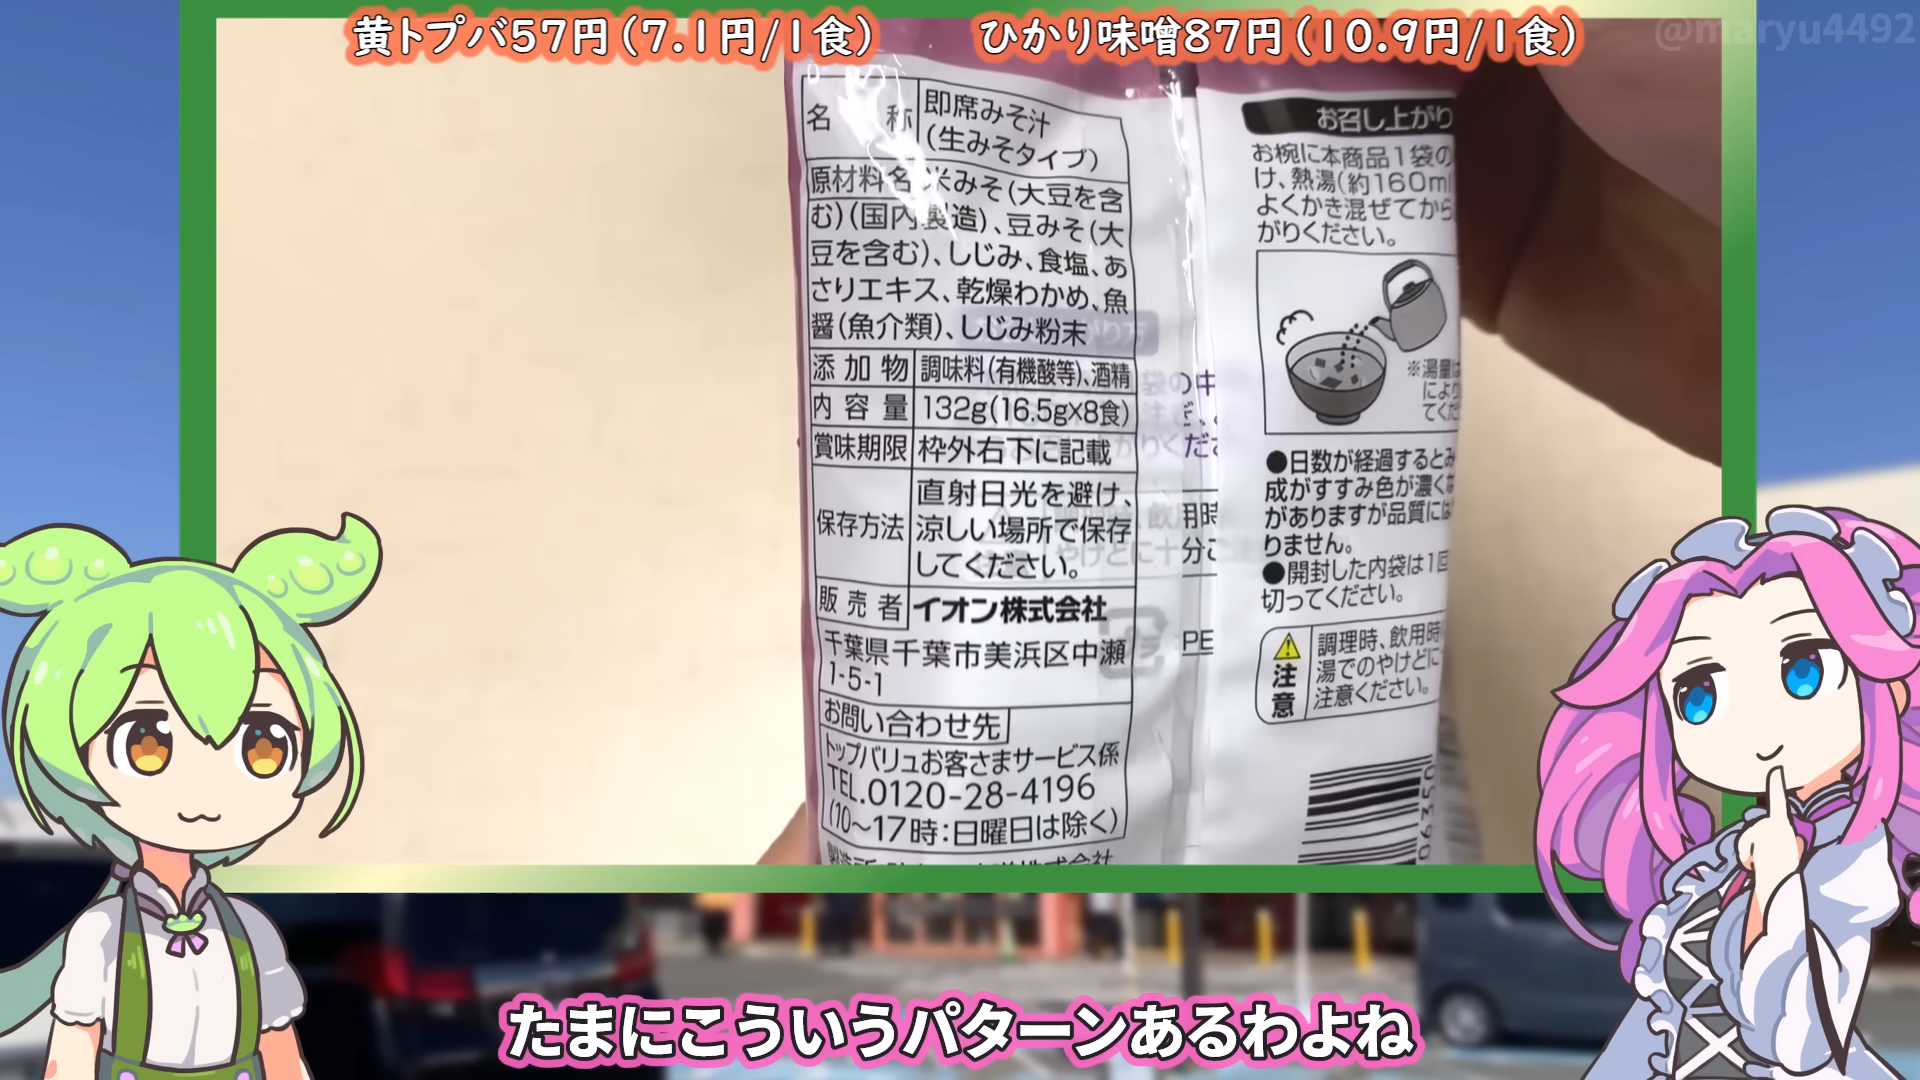 黄トプバ57円(7.1円/1食)
ひかり味噌87円(10.9円/1食)
@maryu4492
名称 即席みそ汁
(生みそタイプ)
原材料名 米みそ(大豆を含
む)(国内製造)、豆みそ(大
豆を含む)、しじみ、食塩、あ
さりエキス、乾燥わかめ、魚
醤(魚介類)、しじみ粉末
添加物 調味料(有機酸等)、酒精
内容量 132g(16.5g×8食)
賞味期限 枠外右下に記載
保存方法 直射日光を避け、
涼しい場所で保存
してください。
販売者 イオン株式会社
千葉県千葉市美浜区中瀬
1-5-1
お問い合わせ先
トップバリュお客さまサービス係
TEL.0120-28-4196
(10〜17時:日曜日は除く)
PE
お召し上がり
お椀に本商品1袋の
け、熱湯(約160ml
よくかき混ぜてから
がりください。
※湯量は
により
てくだ
●日数が経過するとみ
成がすすみ色が濃くな
がありますが品質には
りません。
●開封した内袋は1回
切ってください。
注意
調理時、飲用時
湯でのやけどに
注意ください。
たまにこういうパターンあるわよね